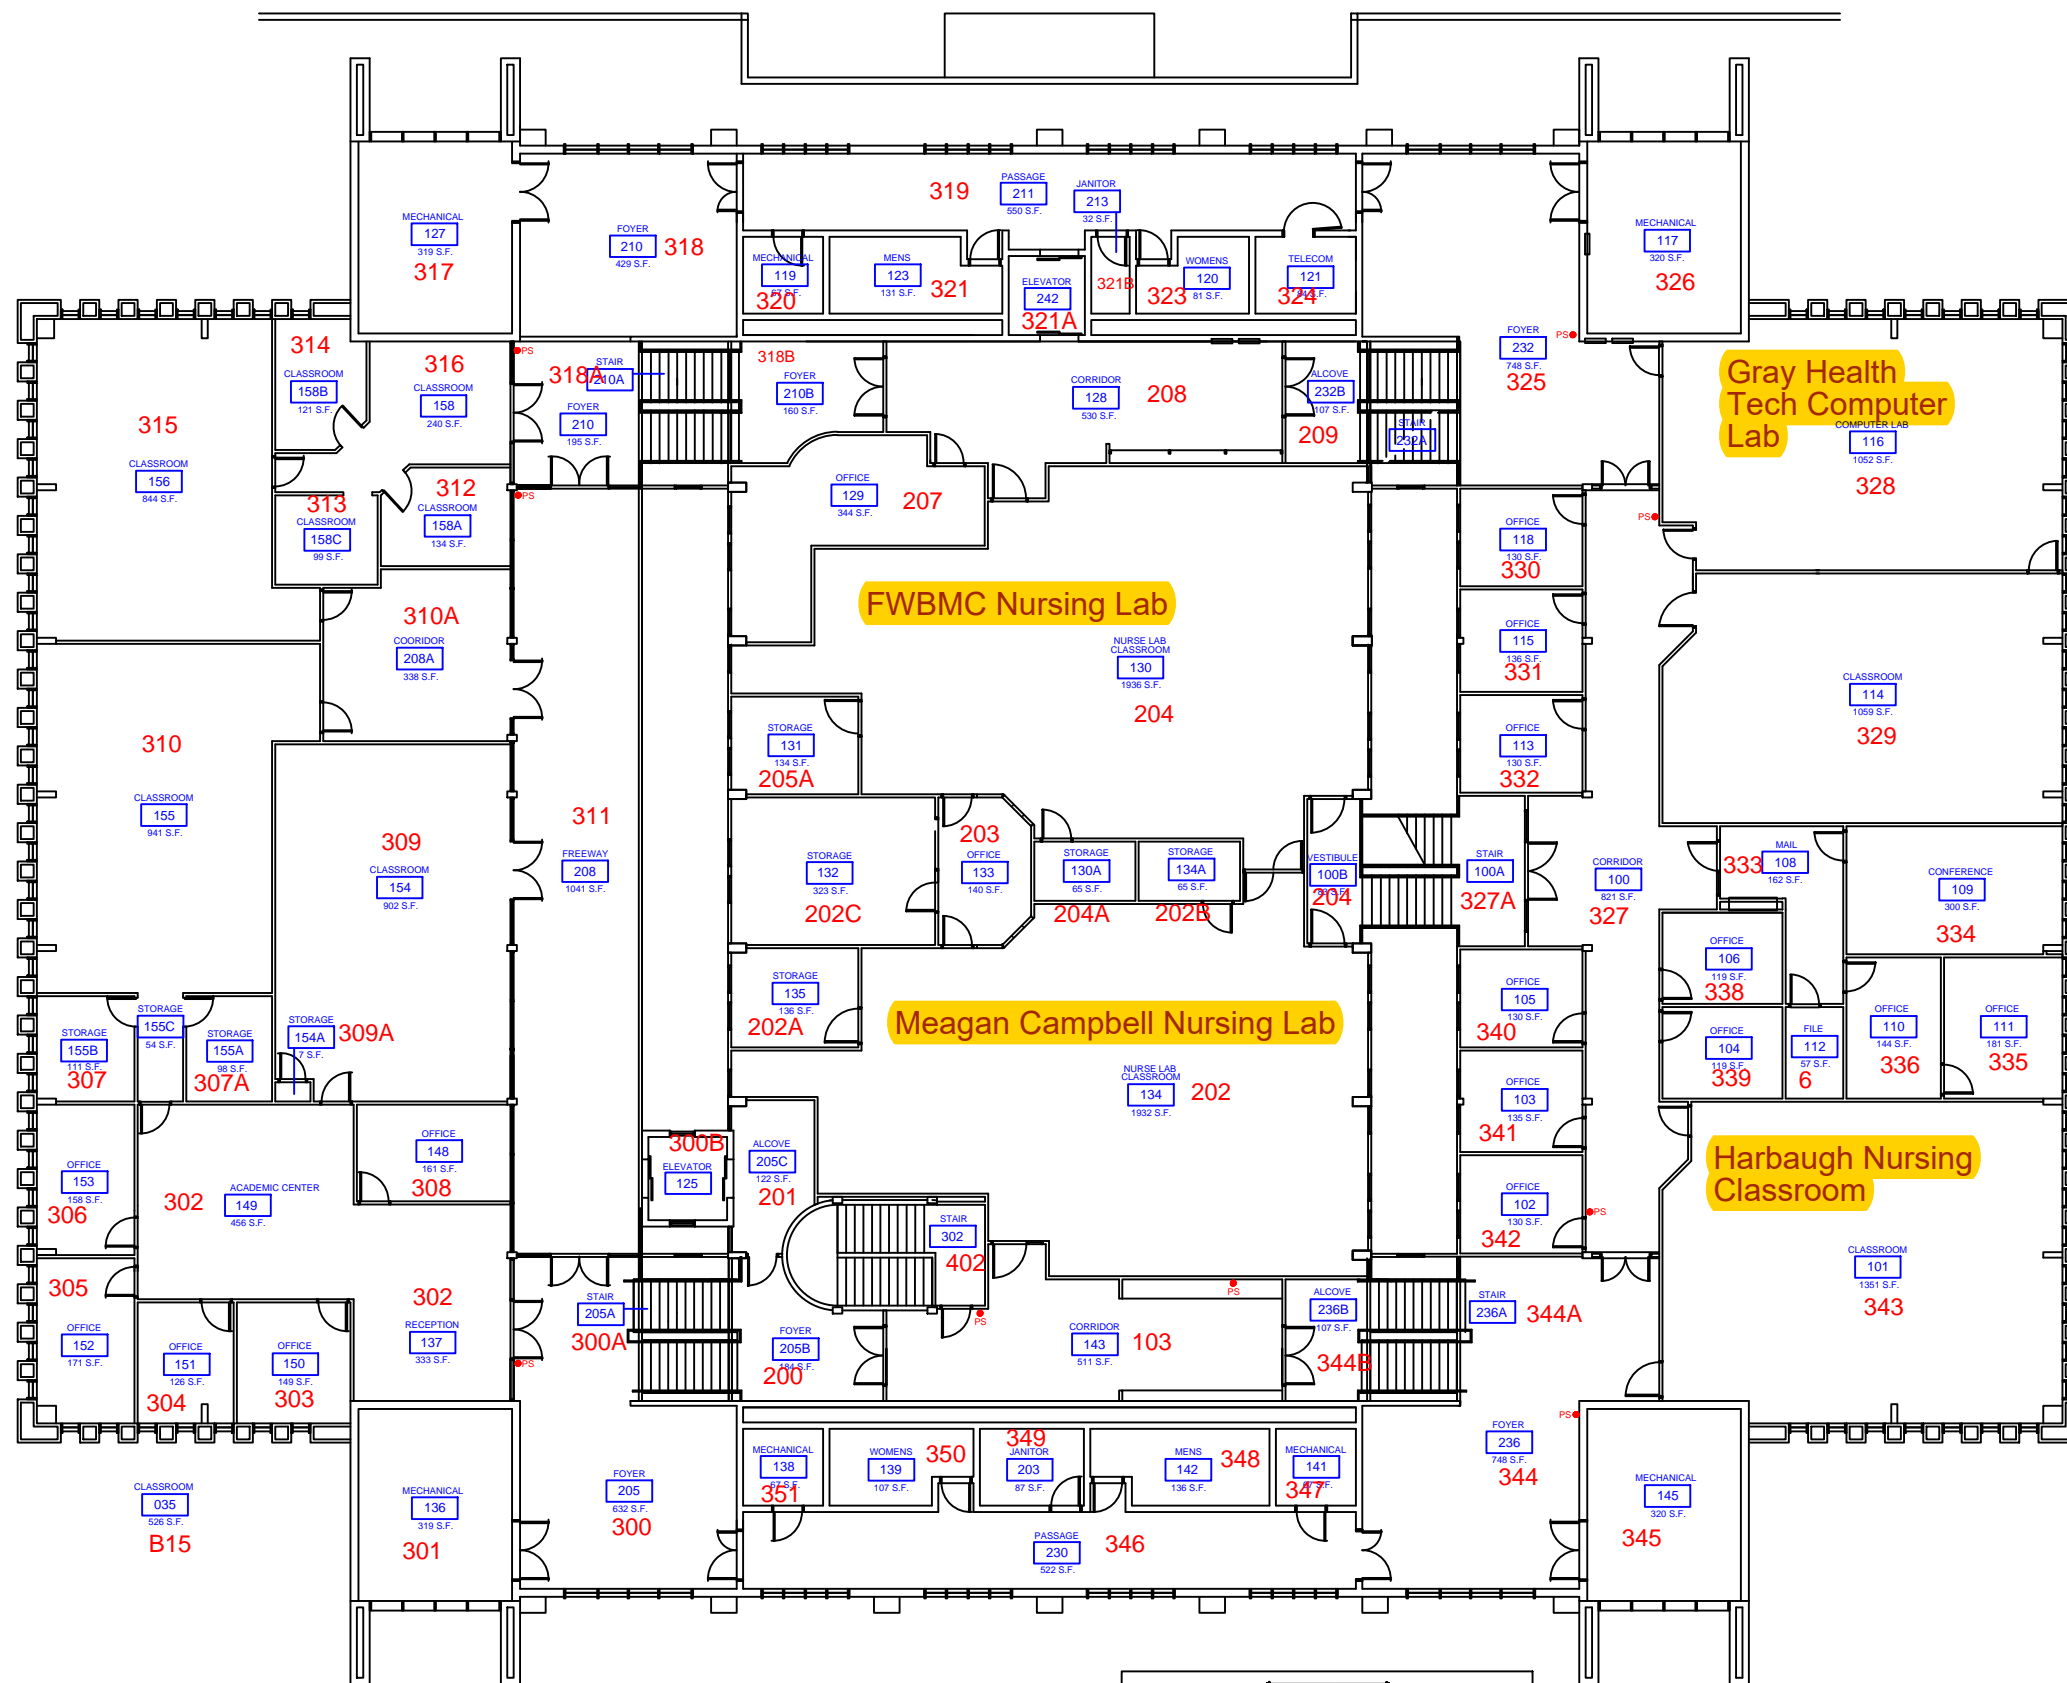 PASSAGE
211
550 S.F.
319
JANITOR
213
32 S.F.
MECHANICAL
127
319 S.F.
317
FOYER
210
429 S.F.
318
MECHANICAL
119
67 S.F.
320
MENS
123
131 S.F.
321
ELEVATOR
242
321A
321B
WOMENS
120
81 S.F.
323
TELECOM
121
324
MECHANICAL
117
320 S.F.
326
FOYER
232
748 S.F.
325
PS
Gray Health
Tech Computer
Lab
COMPUTER LAB
116
1052 S.F.
328
314
CLASSROOM
158B
121 S.F.
316
CLASSROOM
158
240 S.F.
PS
STAIR
210A
318A
FOYER
210
195 S.F.
318B
FOYER
210B
160 S.F.
CORRIDOR
128
530 S.F.
208
ALCOVE
232B
107 S.F.
209
STAIR
232A
315
CLASSROOM
156
844 S.F.
312
CLASSROOM
158A
134 S.F.
313
CLASSROOM
158C
99 S.F.
PS
OFFICE
129
344 S.F.
207
OFFICE
118
130 S.F.
330
PS
FWBMC Nursing Lab
NURSE LAB
CLASSROOM
130
1936 S.F.
204
310A
COORIDOR
208A
338 S.F.
OFFICE
115
136 S.F.
331
CLASSROOM
114
1059 S.F.
329
310
CLASSROOM
155
941 S.F.
STORAGE
131
134 S.F.
205A
OFFICE
113
130 S.F.
332
309
CLASSROOM
154
902 S.F.
311
FREEWAY
208
1041 S.F.
STORAGE
132
323 S.F.
202C
203
OFFICE
133
140 S.F.
STORAGE
130A
65 S.F.
204A
STORAGE
134A
65 S.F.
202B
VESTIBULE
100B
204
STAIR
100A
327A
CORRIDOR
100
821 S.F.
327
333
MAIL
108
162 S.F.
CONFERENCE
109
300 S.F.
334
STORAGE
135
136 S.F.
202A
Meagan Campbell Nursing Lab
NURSE LAB
CLASSROOM
134
1932 S.F.
202
OFFICE
105
130 S.F.
340
OFFICE
106
119 S.F.
338
OFFICE
104
119 S.F.
339
FILE
112
57 S.F.
6
OFFICE
110
144 S.F.
336
OFFICE
111
181 S.F.
335
STORAGE
155B
111 S.F.
307
STORAGE
155C
54 S.F.
STORAGE
155A
98 S.F.
307A
STORAGE
154A
7 S.F.
309A
OFFICE
103
135 S.F.
341
Harbaugh Nursing
Classroom
CLASSROOM
101
1351 S.F.
343
OFFICE
153
158 S.F.
306
302
ACADEMIC CENTER
149
456 S.F.
OFFICE
148
161 S.F.
308
300B
ELEVATOR
125
ALCOVE
205C
122 S.F.
201
STAIR
302
402
OFFICE
102
130 S.F.
342
PS
305
OFFICE
152
171 S.F.
OFFICE
151
126 S.F.
304
OFFICE
150
149 S.F.
303
302
RECEPTION
137
333 S.F.
PS
STAIR
205A
300A
FOYER
205B
184 S.F.
200
PS
CORRIDOR
143
511 S.F.
103
PS
ALCOVE
236B
107 S.F.
344B
STAIR
236A
344A
PS
CLASSROOM
035
526 S.F.
B15
MECHANICAL
136
319 S.F.
301
FOYER
205
632 S.F.
300
MECHANICAL
138
67 S.F.
351
WOMENS
139
107 S.F.
350
349
JANITOR
203
87 S.F.
MENS
142
136 S.F.
348
MECHANICAL
141
347
FOYER
236
748 S.F.
344
MECHANICAL
145
320 S.F.
345
PASSAGE
230
522 S.F.
346